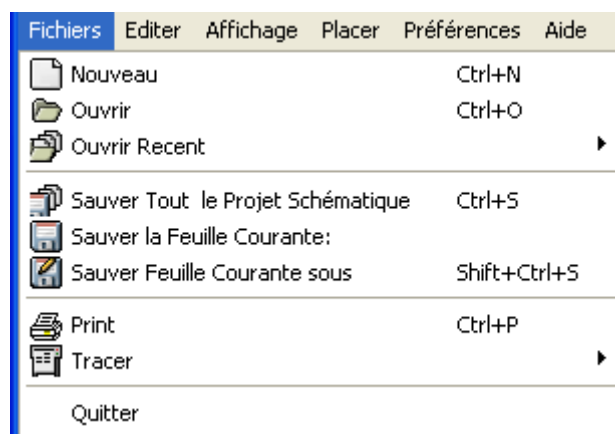 Fichiers Editer Affichage Placer Préférences Aide
Nouveau Ctrl+N
Ouvrir Ctrl+O
Ouvrir Recent
Sauver Tout le Projet Schématique Ctrl+S
Sauver la Feuille Courante:
Sauver Feuille Courante sous Shift+Ctrl+S
Print Ctrl+P
Tracer
Quitter